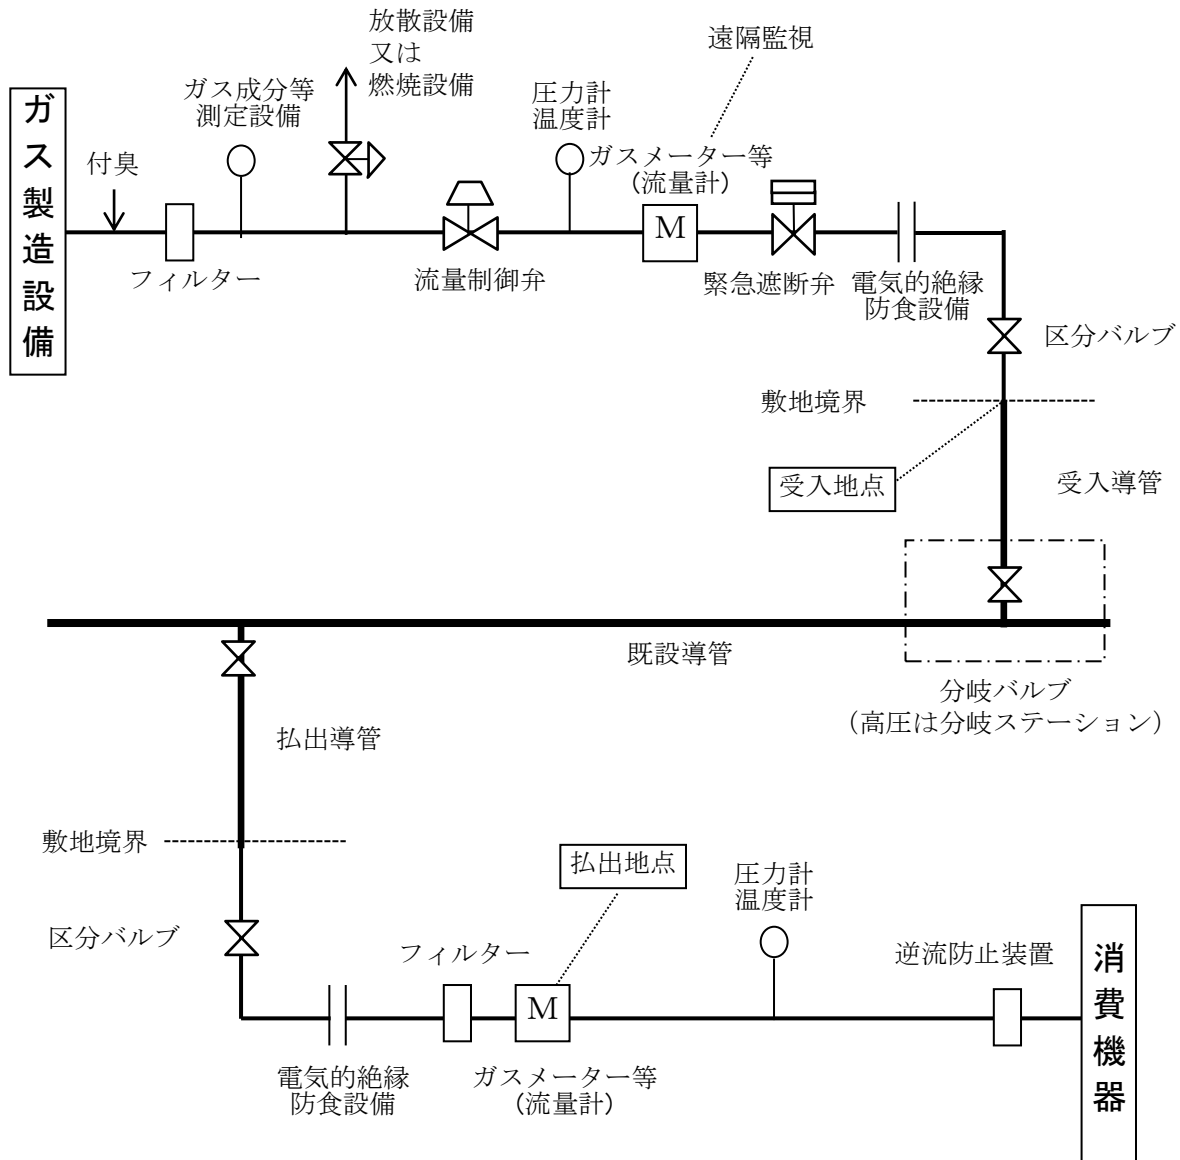 放散設備
又は
燃焼設備
遠隔監視
ガス成分等
測定設備
圧力計
温度計
ガス製造設備
付臭
ガスメーター等
(流量計)
M
フィルター
流量制御弁
緊急遮断弁
電気的絶縁
防食設備
区分バルブ
敷地境界
受入地点
受入導管
既設導管
分岐バルブ
(高圧は分岐ステーション)
払出導管
敷地境界
払出地点
圧力計
温度計
区分バルブ
フィルター
逆流防止装置
消費機器
M
電気的絶縁
防食設備
ガスメーター等
(流量計)